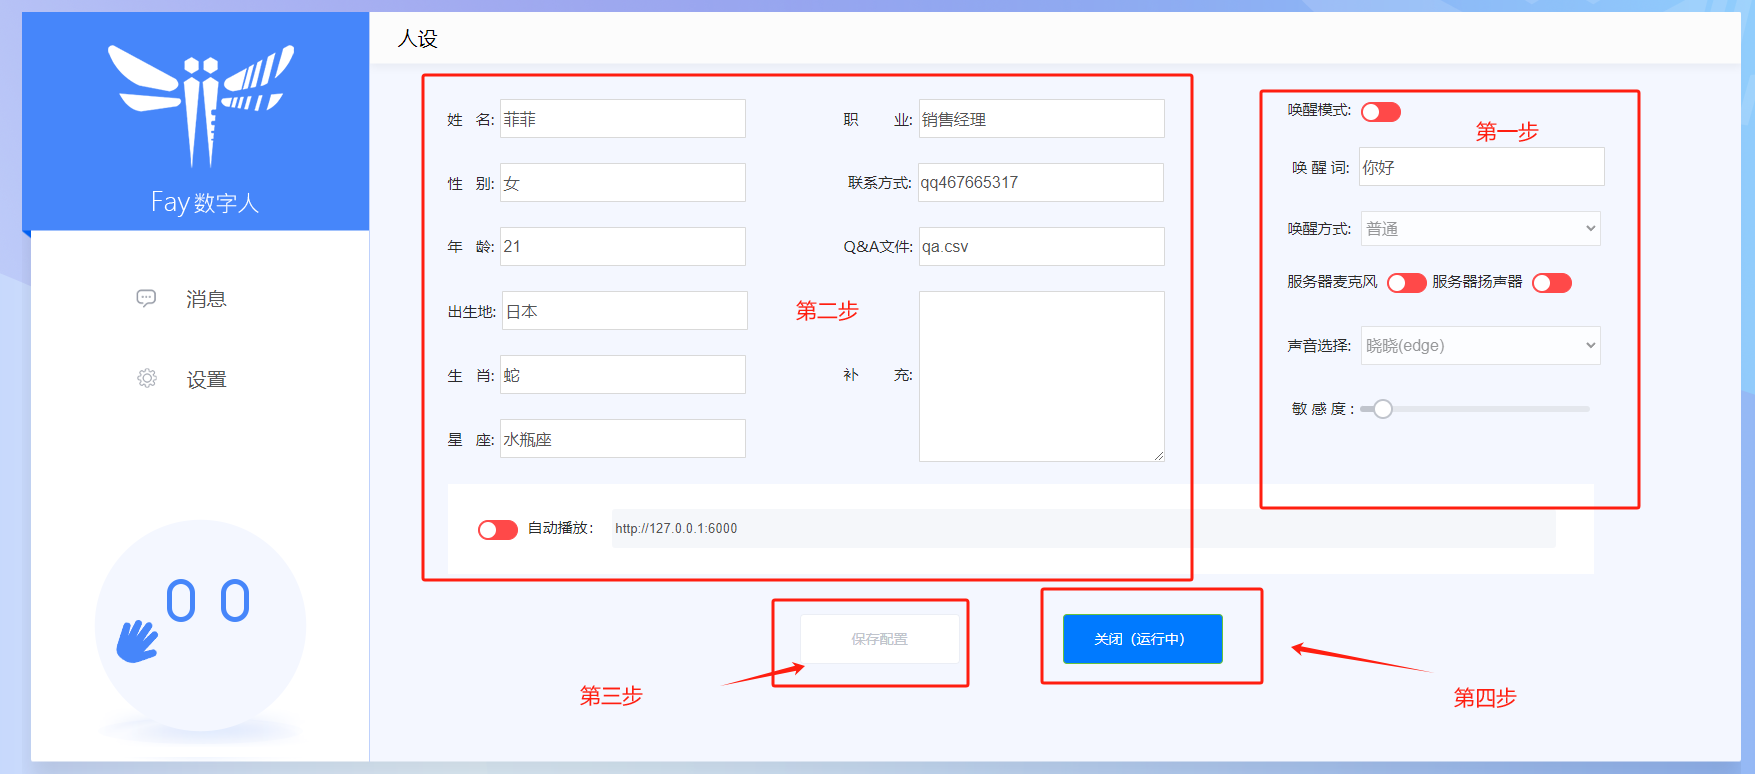 Fay 数字人
消息
设置
人设
姓 名: 菲菲
职 业: 销售经理
性 别: 女
联系方式: qq467665317
年 龄: 21
Q&A文件: qa.csv
出生地: 日本
第二步
生 肖: 蛇
补 充:
星 座: 水瓶座
自动播放: http://127.0.0.1:6000
唤醒模式:
第一步
唤 醒 词: 你好
唤醒方式: 普通
服务器麦克风 服务器扬声器
声音选择: 晓晓(edge)
敏 感 度 :
保存配置
关闭（运行中）
第三步
第四步